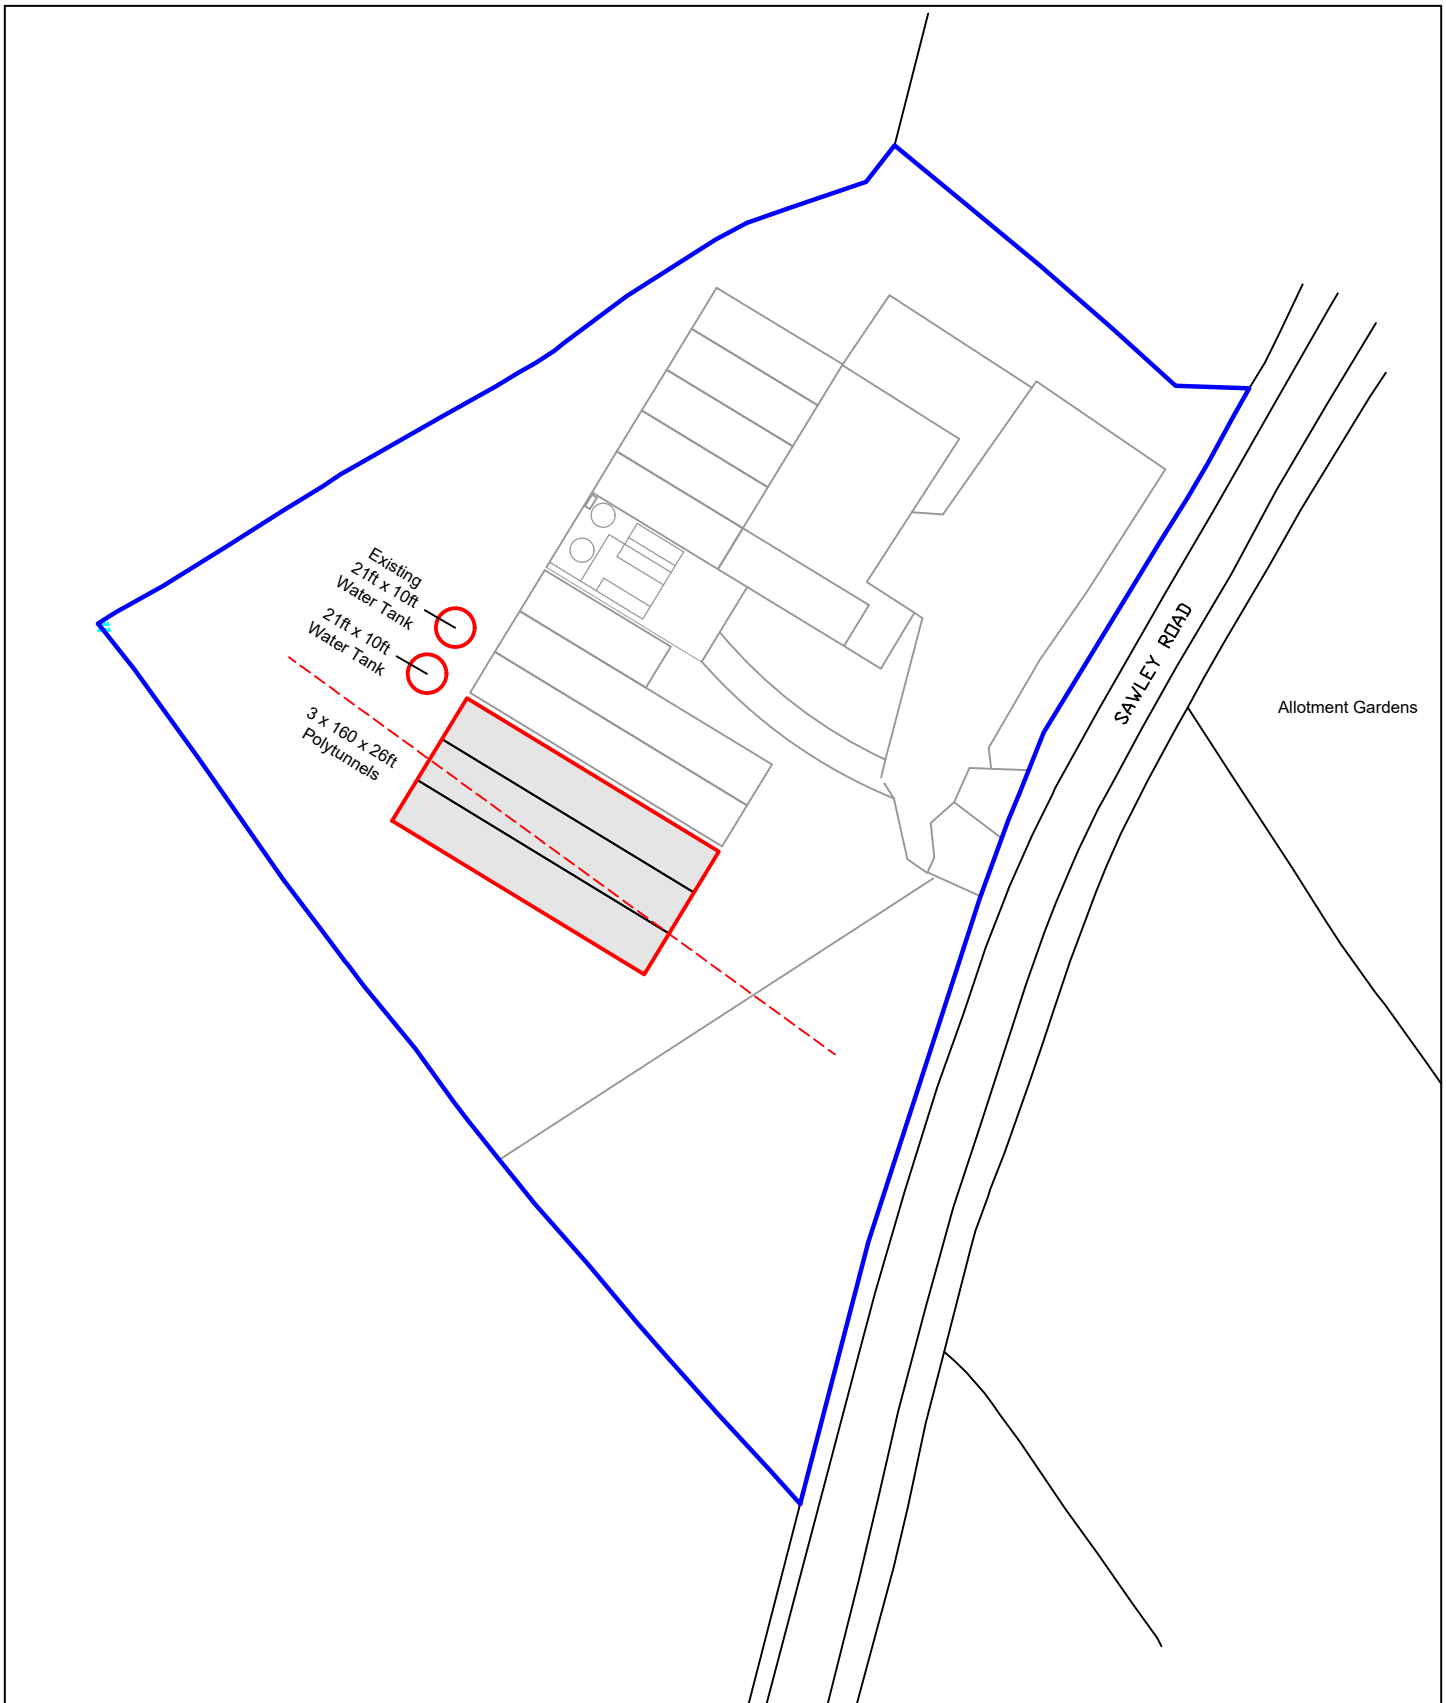 Existing
21ft x 10ft
Water Tank
21ft x 10ft
Water Tank
3 x 160 x 26ft
Polytunnels
SAWLEY ROAD
Allotment Gardens